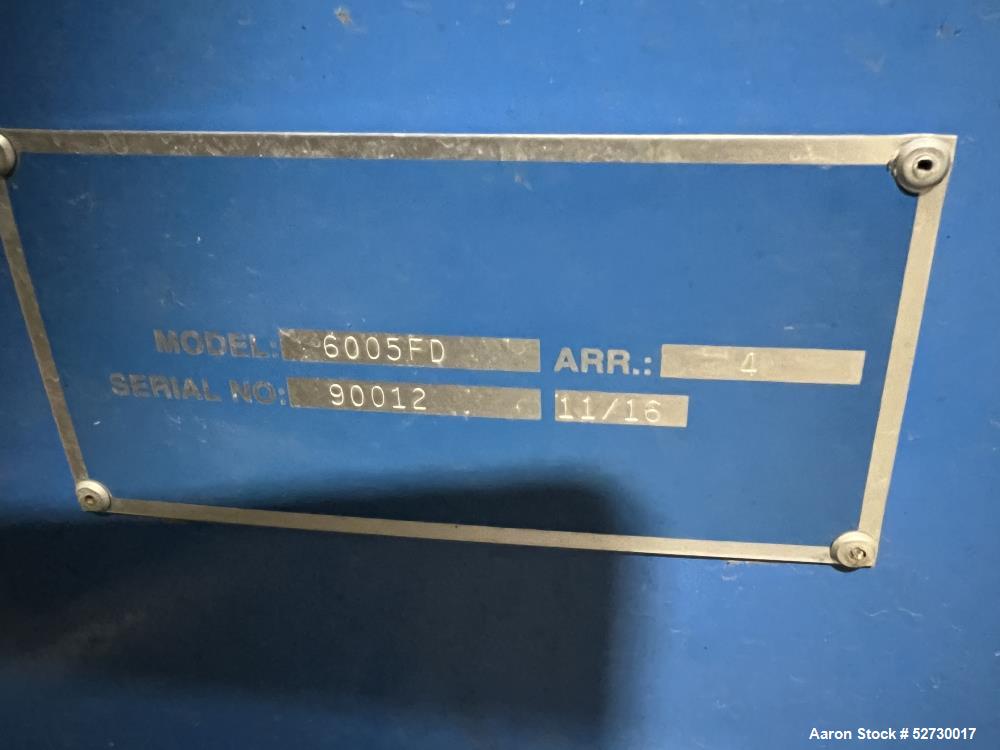 MODEL: 6005FD ARR.: 4
SERIAL NO: 90012 11/16
Aaron Stock # 52730017